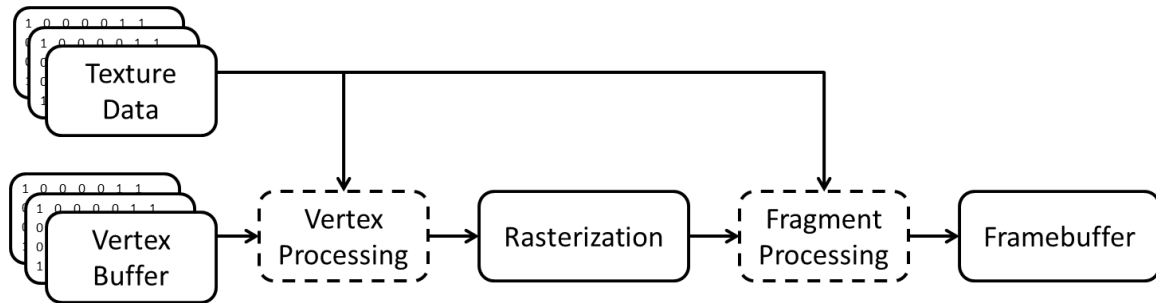 1 0 0 0 0 1 1
1 0 0 0 0 1 1
Texture
Data
1 0 0 0 0 1 1
1 0 0 0 0 1 1
Vertex
Buffer
Vertex
Processing
Rasterization
Fragment
Processing
Framebuffer